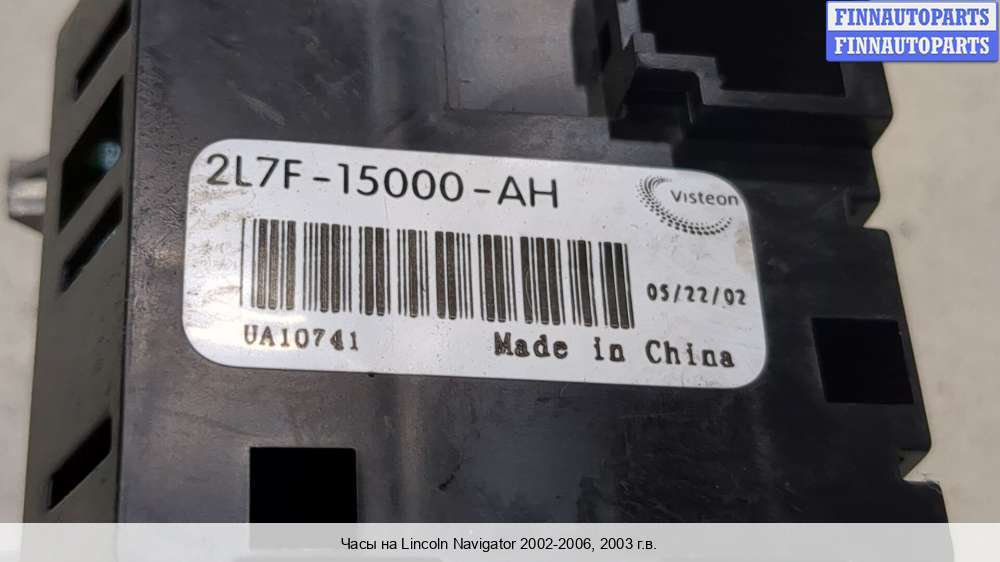 FINNAUTOPARTS
FINNAUTOPARTS
2L7F-15000-AH
Visteon
05/22/02
UA10741
Made in China
Часы на Lincoln Navigator 2002-2006, 2003 г.в.